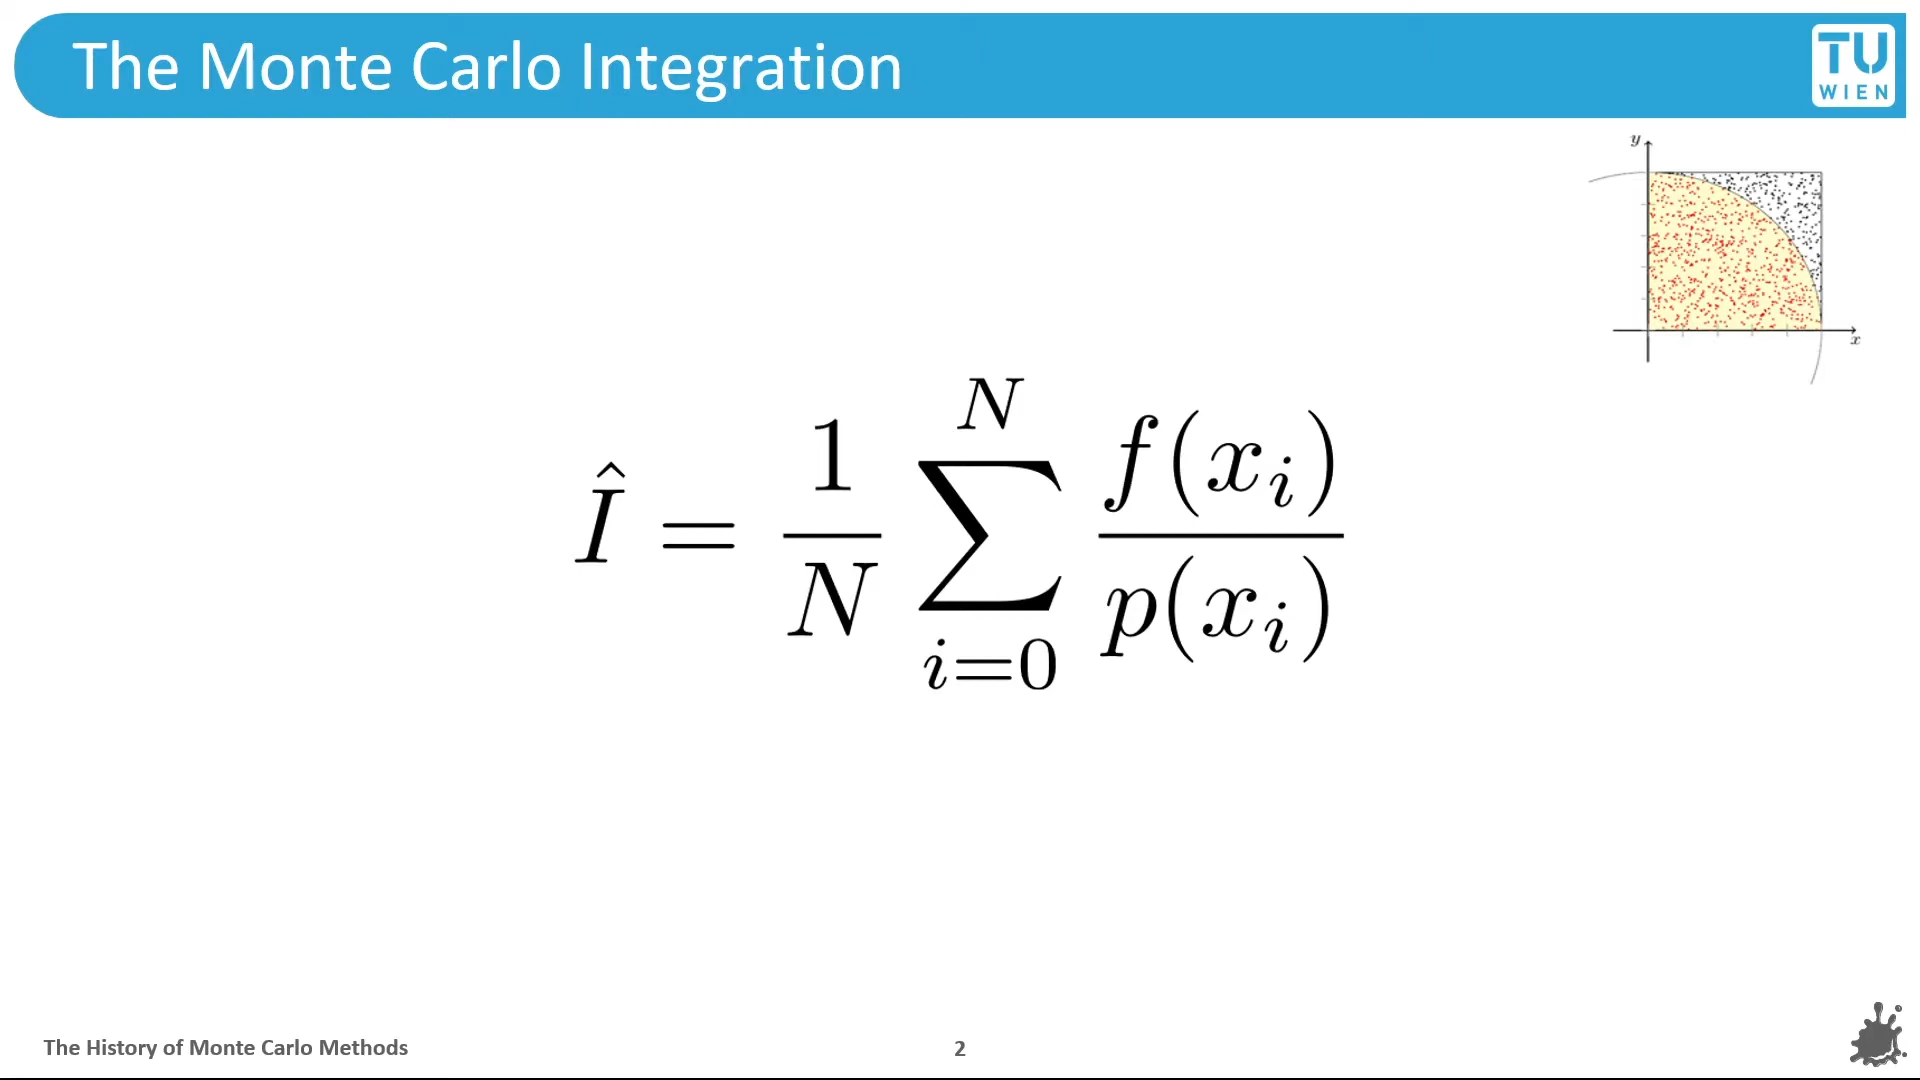 The Monte Carlo Integration
TU
WIEN
y
x
Î = 1/N ∑_{i=0}^{N} f(x_i)/p(x_i)
The History of Monte Carlo Methods
2